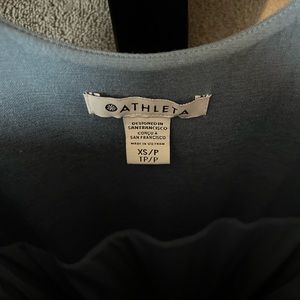 ATHLETA
DESIGNED IN
SAN FRANCISCO
CONÇU À
SAN FRANCISCO
MADE IN VIETNAM
XS/P
TP/P